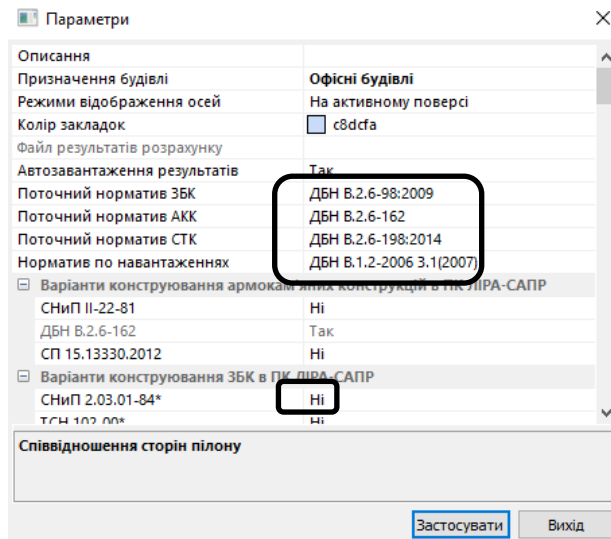 Параметри
Описання
Призначення будівлі Офісні будівлі
Режими відображення осей На активному поверсі
Колір закладок c8dcfa
Файл результатів розрахунку
Автозавантаження результатів Так
Поточний норматив ЗБК ДБН В.2.6-98:2009
Поточний норматив АКК ДБН В.2.6-162
Поточний норматив СТК ДБН В.2.6-198:2014
Норматив по навантаженнях ДБН В.1.2-2006 З.1(2007)
Варіанти конструювання армокам'яних конструкцій в ПК ЛІРА-САПР
СНиП II-22-81 Ні
ДБН В.2.6-162 Так
СП 15.13330.2012 Ні
Варіанти конструювання ЗБК в ПК ЛІРА-САПР
СНиП 2.03.01-84* Ні
ТСН 102-00* Ні
Співвідношення сторін пілону
Застосувати Вихід